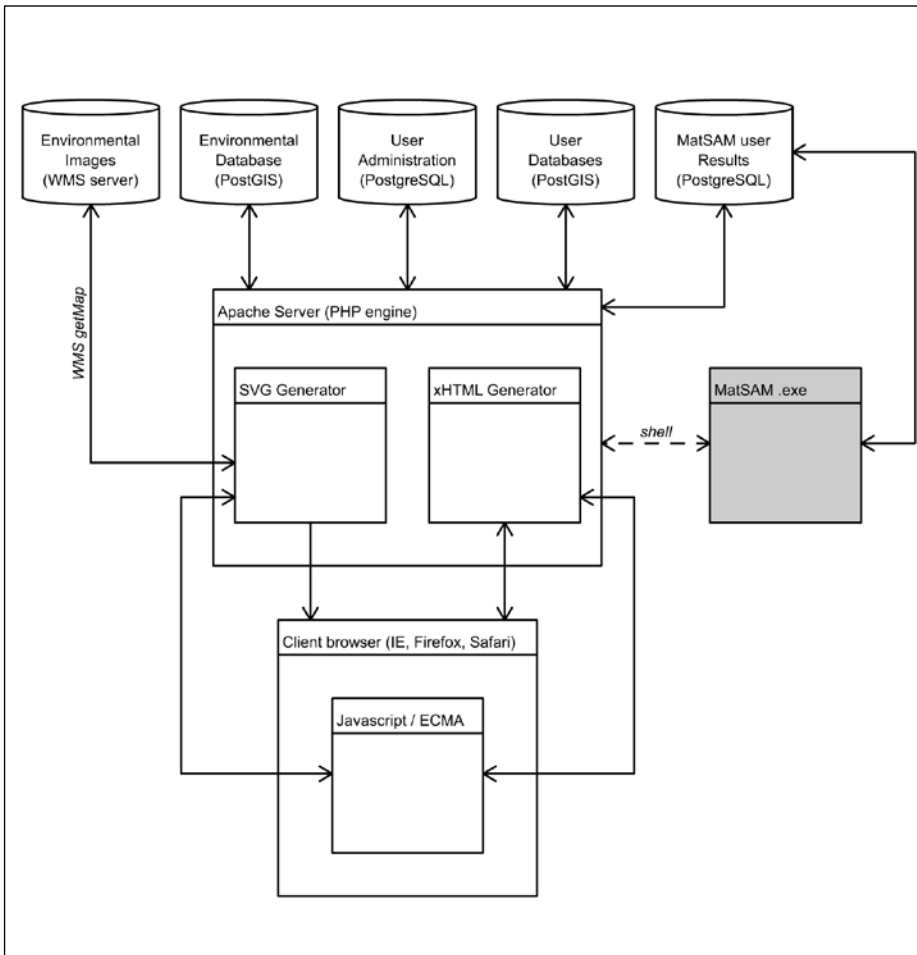 Environmental
Images
(WMS server)
Environmental
Database
(PostGIS)
User
Administration
(PostgreSQL)
User
Databases
(PostGIS)
MatSAM user
Results
(PostgreSQL)
WMS getMap
Apache Server (PHP engine)
SVG Generator
xHTML Generator
MatSAM .exe
shell
Client browser (IE, Firefox, Safari)
Javascript / ECMA